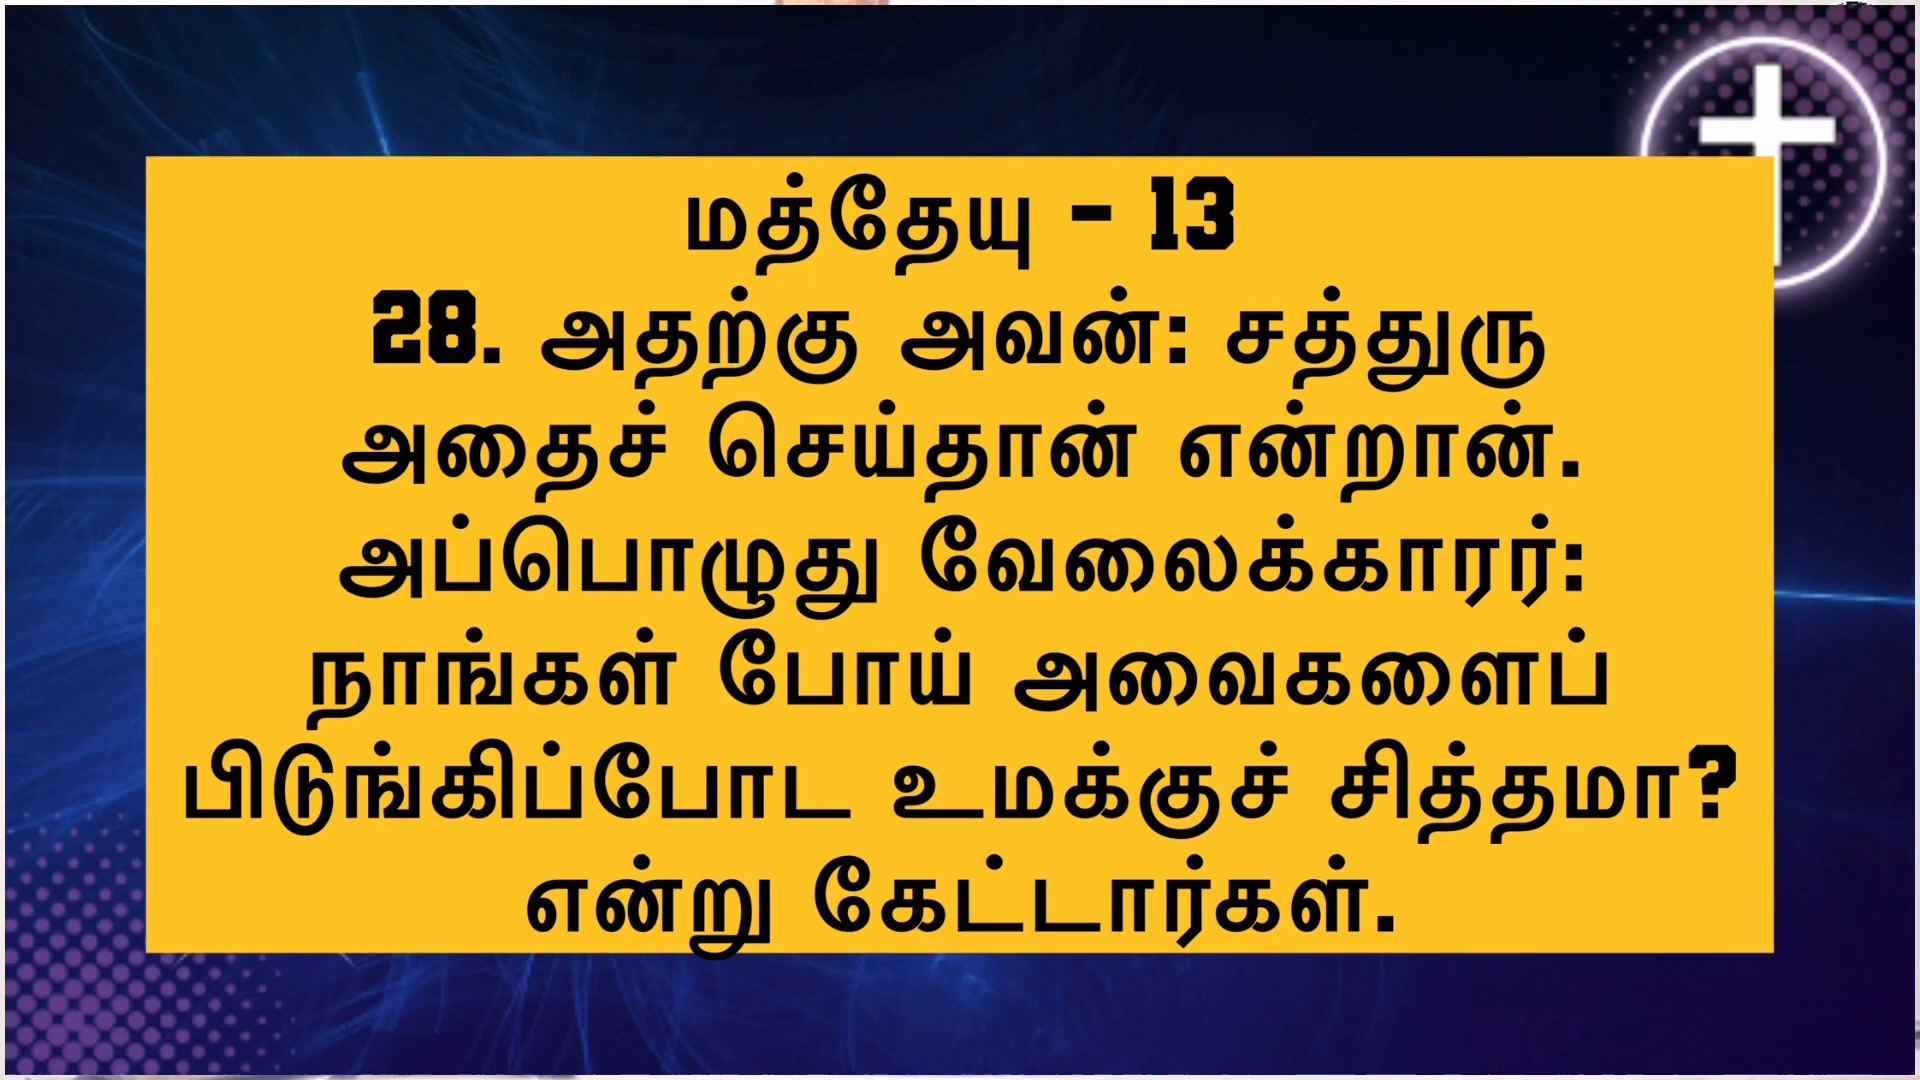 மத்தேயு - 13
28. அதற்கு அவன்: சத்துரு
அதைச் செய்தான் என்றான்.
அப்பொழுது வேலைக்காரர்:
நாங்கள் போய் அவைகளைப்
பிடுங்கிப்போட உமக்குச் சித்தமா?
என்று கேட்டார்கள்.